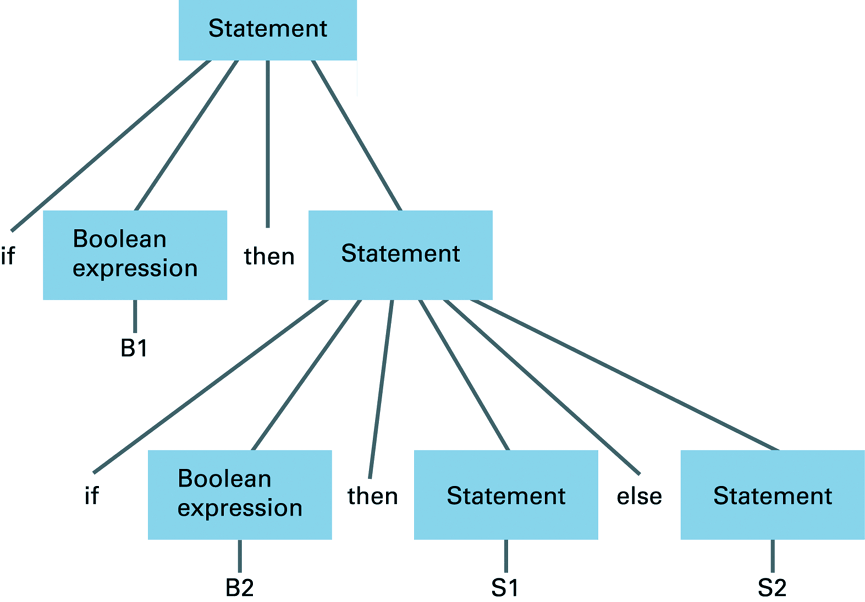 Statement
if
Boolean
expression
then
Statement
B1
if
Boolean
expression
then
Statement
else
Statement
B2
S1
S2